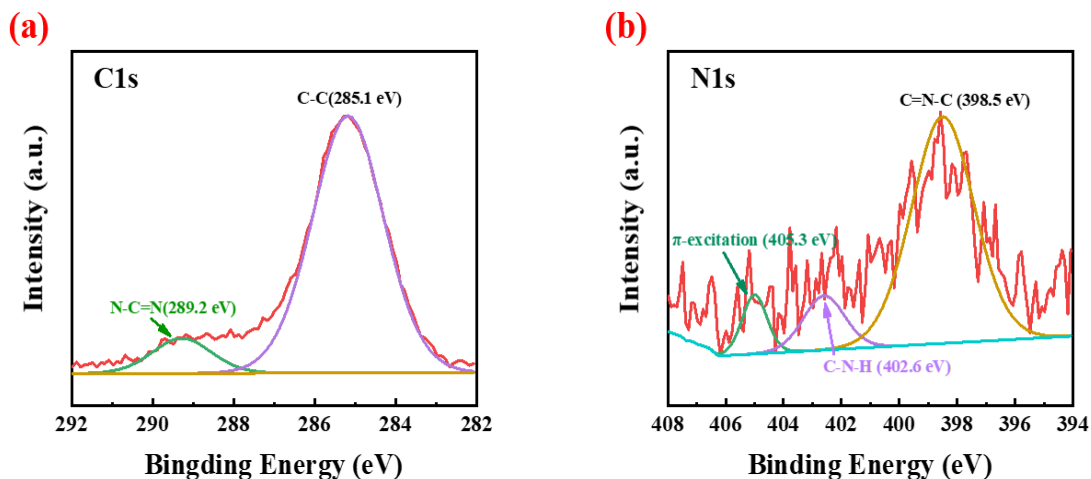 (a)
C1s
C-C(285.1 eV)
N-C=N(289.2 eV)
Intensity (a.u.)
292 290 288 286 284 282
Bingding Energy (eV)
(b)
N1s
C=N-C (398.5 eV)
π-excitation (405.3 eV)
C-N-H (402.6 eV)
Intensity (a.u.)
408 406 404 402 400 398 396 394
Binding Energy (eV)